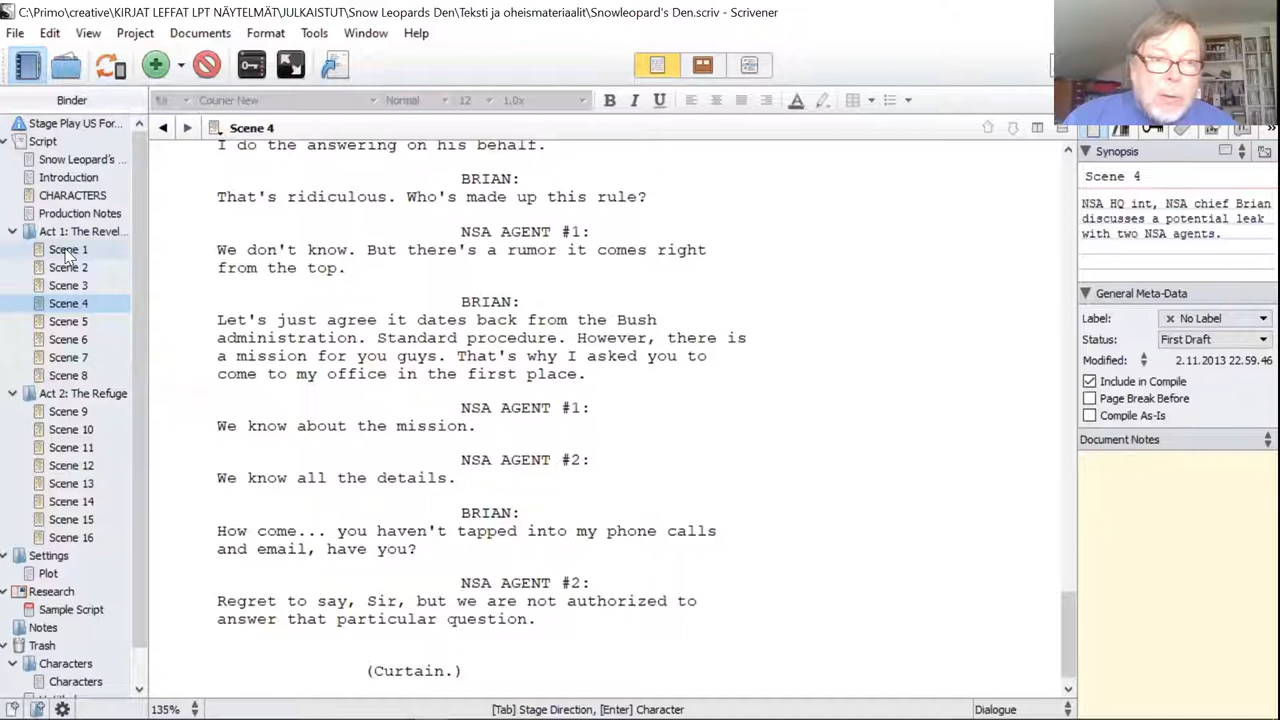 C:\Primo\creative\KIRJAT LEFFAT LPT NÄYTELMÄT\JULKAISTUT\Snow Leopards Den\Teksti ja oheismateriaalit\Snowleopard's Den.scriv - Scrivener
File Edit View Project Documents Format Tools Window Help
Courier New Normal 12 1.0x B I U A
Binder
Stage Play US For...
Script
Snow Leopard's ...
Introduction
CHARACTERS
Production Notes
Act 1: The Revel...
Scene 1
Scene 2
Scene 3
Scene 4
Scene 5
Scene 6
Scene 7
Scene 8
Act 2: The Refuge
Scene 9
Scene 10
Scene 11
Scene 12
Scene 13
Scene 14
Scene 15
Scene 16
Settings
Plot
Research
Sample Script
Notes
Trash
Characters
Characters
Scene 4
I do the answering on his behalf.
BRIAN:
That's ridiculous. Who's made up this rule?
NSA AGENT #1:
We don't know. But there's a rumor it comes right
from the top.
BRIAN:
Let's just agree it dates back from the Bush
administration. Standard procedure. However, there is
a mission for you guys. That's why I asked you to
come to my office in the first place.
NSA AGENT #1:
We know about the mission.
NSA AGENT #2:
We know all the details.
BRIAN:
How come... you haven't tapped into my phone calls
and email, have you?
NSA AGENT #2:
Regret to say, Sir, but we are not authorized to
answer that particular question.
(Curtain.)
135% [Tab] Stage Direction, [Enter] Character Dialogue
Synopsis
Scene 4
NSA HQ int, NSA chief Brian
discusses a potential leak
with two NSA agents.
General Meta-Data
Label: No Label
Status: First Draft
Modified: 2.11.2013 22.59.46
Include in Compile
Page Break Before
Compile As-Is
Document Notes